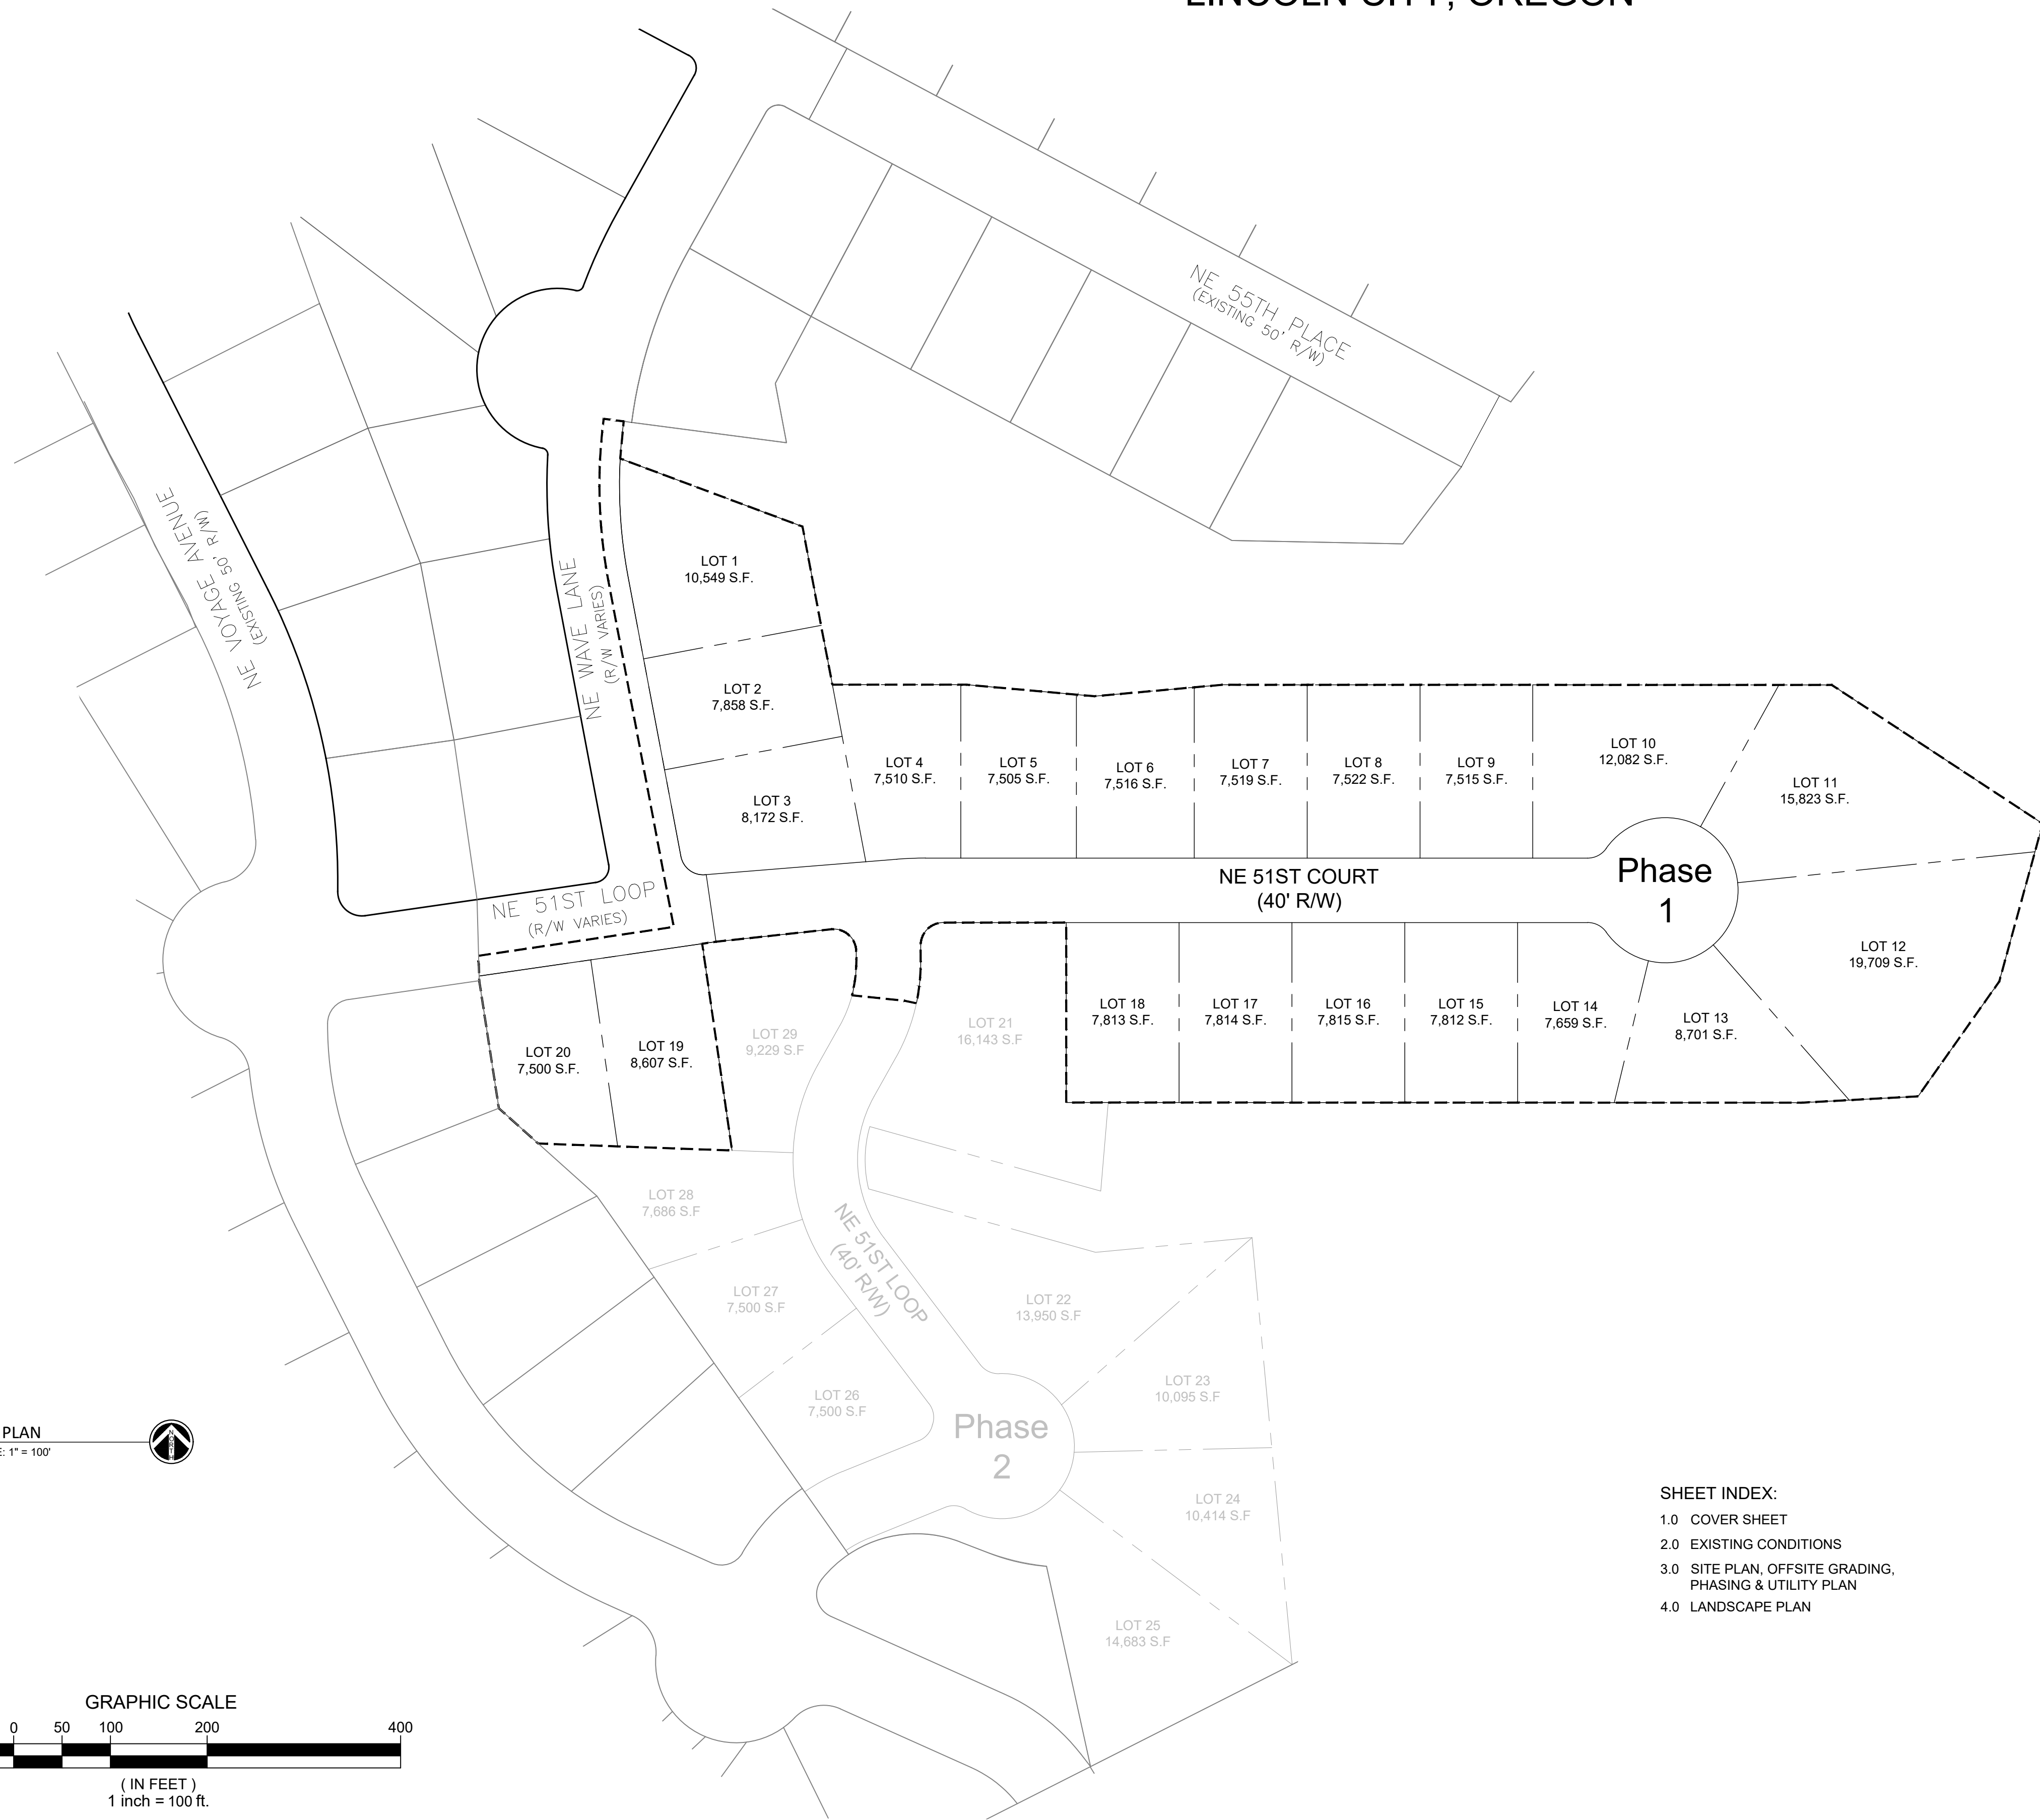 LINCOLN CITY, OREGON
NE 55TH PLACE
(EXISTING 50' R/W)
NE VOYAGE AVENUE
(EXISTING 50' R/W)
NE WAVE LANE
(R/W VARIES)
LOT 1
10,549 S.F.
LOT 2
7,858 S.F.
LOT 3
8,172 S.F.
LOT 4
7,510 S.F.
LOT 5
7,505 S.F.
LOT 6
7,516 S.F.
LOT 7
7,519 S.F.
LOT 8
7,522 S.F.
LOT 9
7,515 S.F.
LOT 10
12,082 S.F.
LOT 11
15,823 S.F.
NE 51ST COURT
(40' R/W)
Phase
1
NE 51ST LOOP
(R/W VARIES)
LOT 12
19,709 S.F.
LOT 20
7,500 S.F.
LOT 19
8,607 S.F.
LOT 29
9,229 S.F
LOT 21
16,143 S.F
LOT 18
7,813 S.F.
LOT 17
7,814 S.F.
LOT 16
7,815 S.F.
LOT 15
7,812 S.F.
LOT 14
7,659 S.F.
LOT 13
8,701 S.F.
LOT 28
7,686 S.F
NE 51ST LOOP
(40' R/W)
LOT 27
7,500 S.F
LOT 22
13,950 S.F
LOT 26
7,500 S.F
LOT 23
10,095 S.F
Phase
2
LOT 24
10,414 S.F
LOT 25
14,683 S.F
PLAN
E: 1" = 100'
NORTH
SHEET INDEX:
1.0 COVER SHEET
2.0 EXISTING CONDITIONS
3.0 SITE PLAN, OFFSITE GRADING,
PHASING & UTILITY PLAN
4.0 LANDSCAPE PLAN
GRAPHIC SCALE
0 50 100 200 400
( IN FEET )
1 inch = 100 ft.